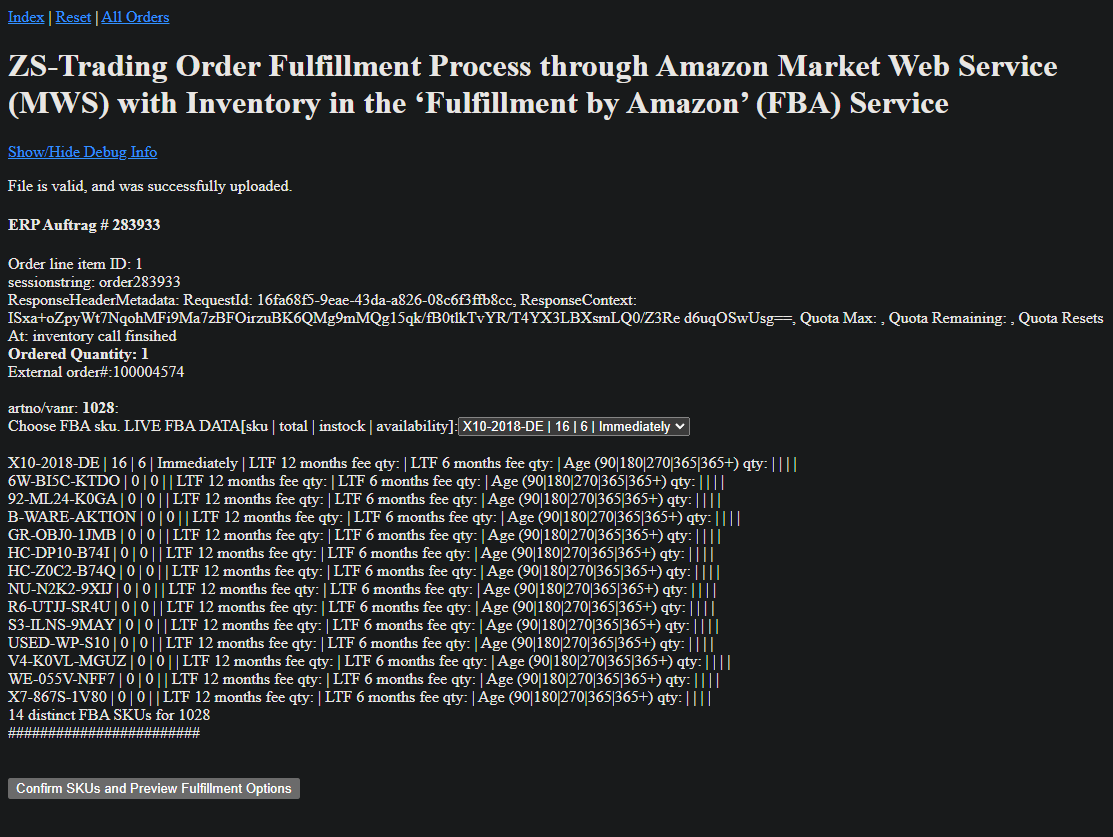 Index | Reset | All Orders
ZS-Trading Order Fulfillment Process through Amazon Market Web Service
(MWS) with Inventory in the ‘Fulfillment by Amazon’ (FBA) Service
Show/Hide Debug Info
File is valid, and was successfully uploaded.
ERP Auftrag # 283933
Order line item ID: 1
sessionstring: order283933
ResponseHeaderMetadata: RequestId: 16fa68f5-9eae-43da-a826-08c6f3ffb8cc, ResponseContext:
ISxa+oZpyWt7NqohMFi9Ma7zBFOirzuBK6QMg9mMQg15qk/fB0tlkTvYR/T4YX3LBXsmLQ0/Z3Re d6uqOSwUsg==, Quota Max: , Quota Remaining: , Quota Resets
At: inventory call finsihed
Ordered Quantity: 1
External order#:100004574
artno/vanr: 1028:
Choose FBA sku. LIVE FBA DATA[sku | total | instock | availability]: X10-2018-DE | 16 | 6 | Immediately
X10-2018-DE | 16 | 6 | Immediately | LTF 12 months fee qty: | LTF 6 months fee qty: | Age (90|180|270|365|365+) qty: | | | |
6W-BI5C-KTDO | 0 | 0 | | LTF 12 months fee qty: | LTF 6 months fee qty: | Age (90|180|270|365|365+) qty: | | | |
92-ML24-K0GA | 0 | 0 | | LTF 12 months fee qty: | LTF 6 months fee qty: | Age (90|180|270|365|365+) qty: | | | |
B-WARE-AKTION | 0 | 0 | | LTF 12 months fee qty: | LTF 6 months fee qty: | Age (90|180|270|365|365+) qty: | | | |
GR-OBJ0-1JMB | 0 | 0 | | LTF 12 months fee qty: | LTF 6 months fee qty: | Age (90|180|270|365|365+) qty: | | | |
HC-DP10-B74I | 0 | 0 | | LTF 12 months fee qty: | LTF 6 months fee qty: | Age (90|180|270|365|365+) qty: | | | |
HC-Z0C2-B74Q | 0 | 0 | | LTF 12 months fee qty: | LTF 6 months fee qty: | Age (90|180|270|365|365+) qty: | | | |
NU-N2K2-9XIJ | 0 | 0 | | LTF 12 months fee qty: | LTF 6 months fee qty: | Age (90|180|270|365|365+) qty: | | | |
R6-UTJJ-SR4U | 0 | 0 | | LTF 12 months fee qty: | LTF 6 months fee qty: | Age (90|180|270|365|365+) qty: | | | |
S3-ILNS-9MAY | 0 | 0 | | LTF 12 months fee qty: | LTF 6 months fee qty: | Age (90|180|270|365|365+) qty: | | | |
USED-WP-S10 | 0 | 0 | | LTF 12 months fee qty: | LTF 6 months fee qty: | Age (90|180|270|365|365+) qty: | | | |
V4-K0VL-MGUZ | 0 | 0 | | LTF 12 months fee qty: | LTF 6 months fee qty: | Age (90|180|270|365|365+) qty: | | | |
WE-055V-NFF7 | 0 | 0 | | LTF 12 months fee qty: | LTF 6 months fee qty: | Age (90|180|270|365|365+) qty: | | | |
X7-867S-1V80 | 0 | 0 | | LTF 12 months fee qty: | LTF 6 months fee qty: | Age (90|180|270|365|365+) qty: | | | |
14 distinct FBA SKUs for 1028
########################
Confirm SKUs and Preview Fulfillment Options